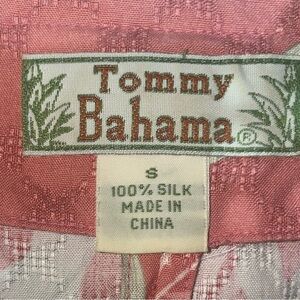 Tommy
Bahama®
S
100% SILK
MADE IN
CHINA